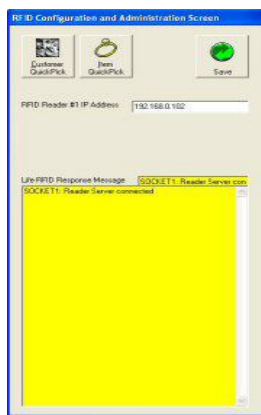 RFID Configuration and Administration Screen
Customer QuickPick
Item QuickPick
Save
RFID Reader #1 IP Address 192.168.0.102
Life RFID Response Message SOCKET1: Reader Server con
SOCKET1: Reader Server connected